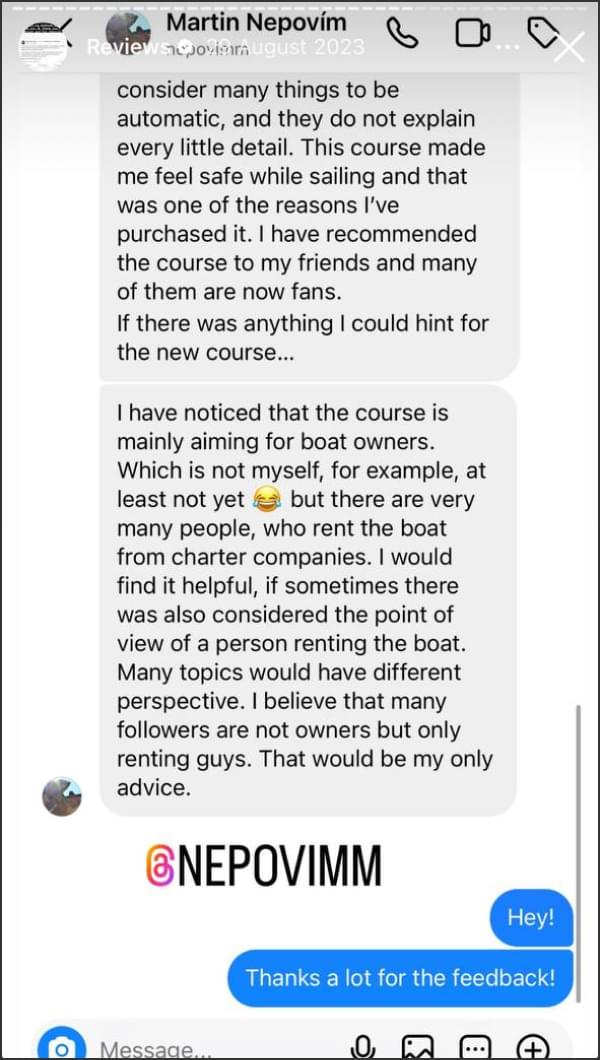 Martin Nepovím
Reviews 29 August 2023
nepovimm
consider many things to be
automatic, and they do not explain
every little detail. This course made
me feel safe while sailing and that
was one of the reasons I’ve
purchased it. I have recommended
the course to my friends and many
of them are now fans.
If there was anything I could hint for
the new course...
I have noticed that the course is
mainly aiming for boat owners.
Which is not myself, for example, at
least not yet 😂 but there are very
many people, who rent the boat
from charter companies. I would
find it helpful, if sometimes there
was also considered the point of
view of a person renting the boat.
Many topics would have different
perspective. I believe that many
followers are not owners but only
renting guys. That would be my only
advice.
@NEPOVIMM
Hey!
Thanks a lot for the feedback!
Message...